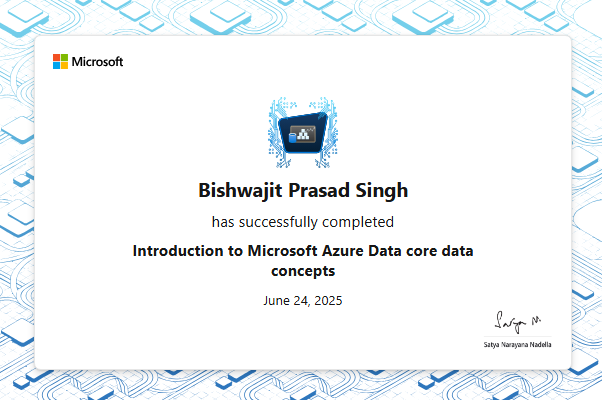 Microsoft
Bishwajit Prasad Singh
has successfully completed
Introduction to Microsoft Azure Data core data
concepts
June 24, 2025
Satya N.
Satya Narayana Nadella